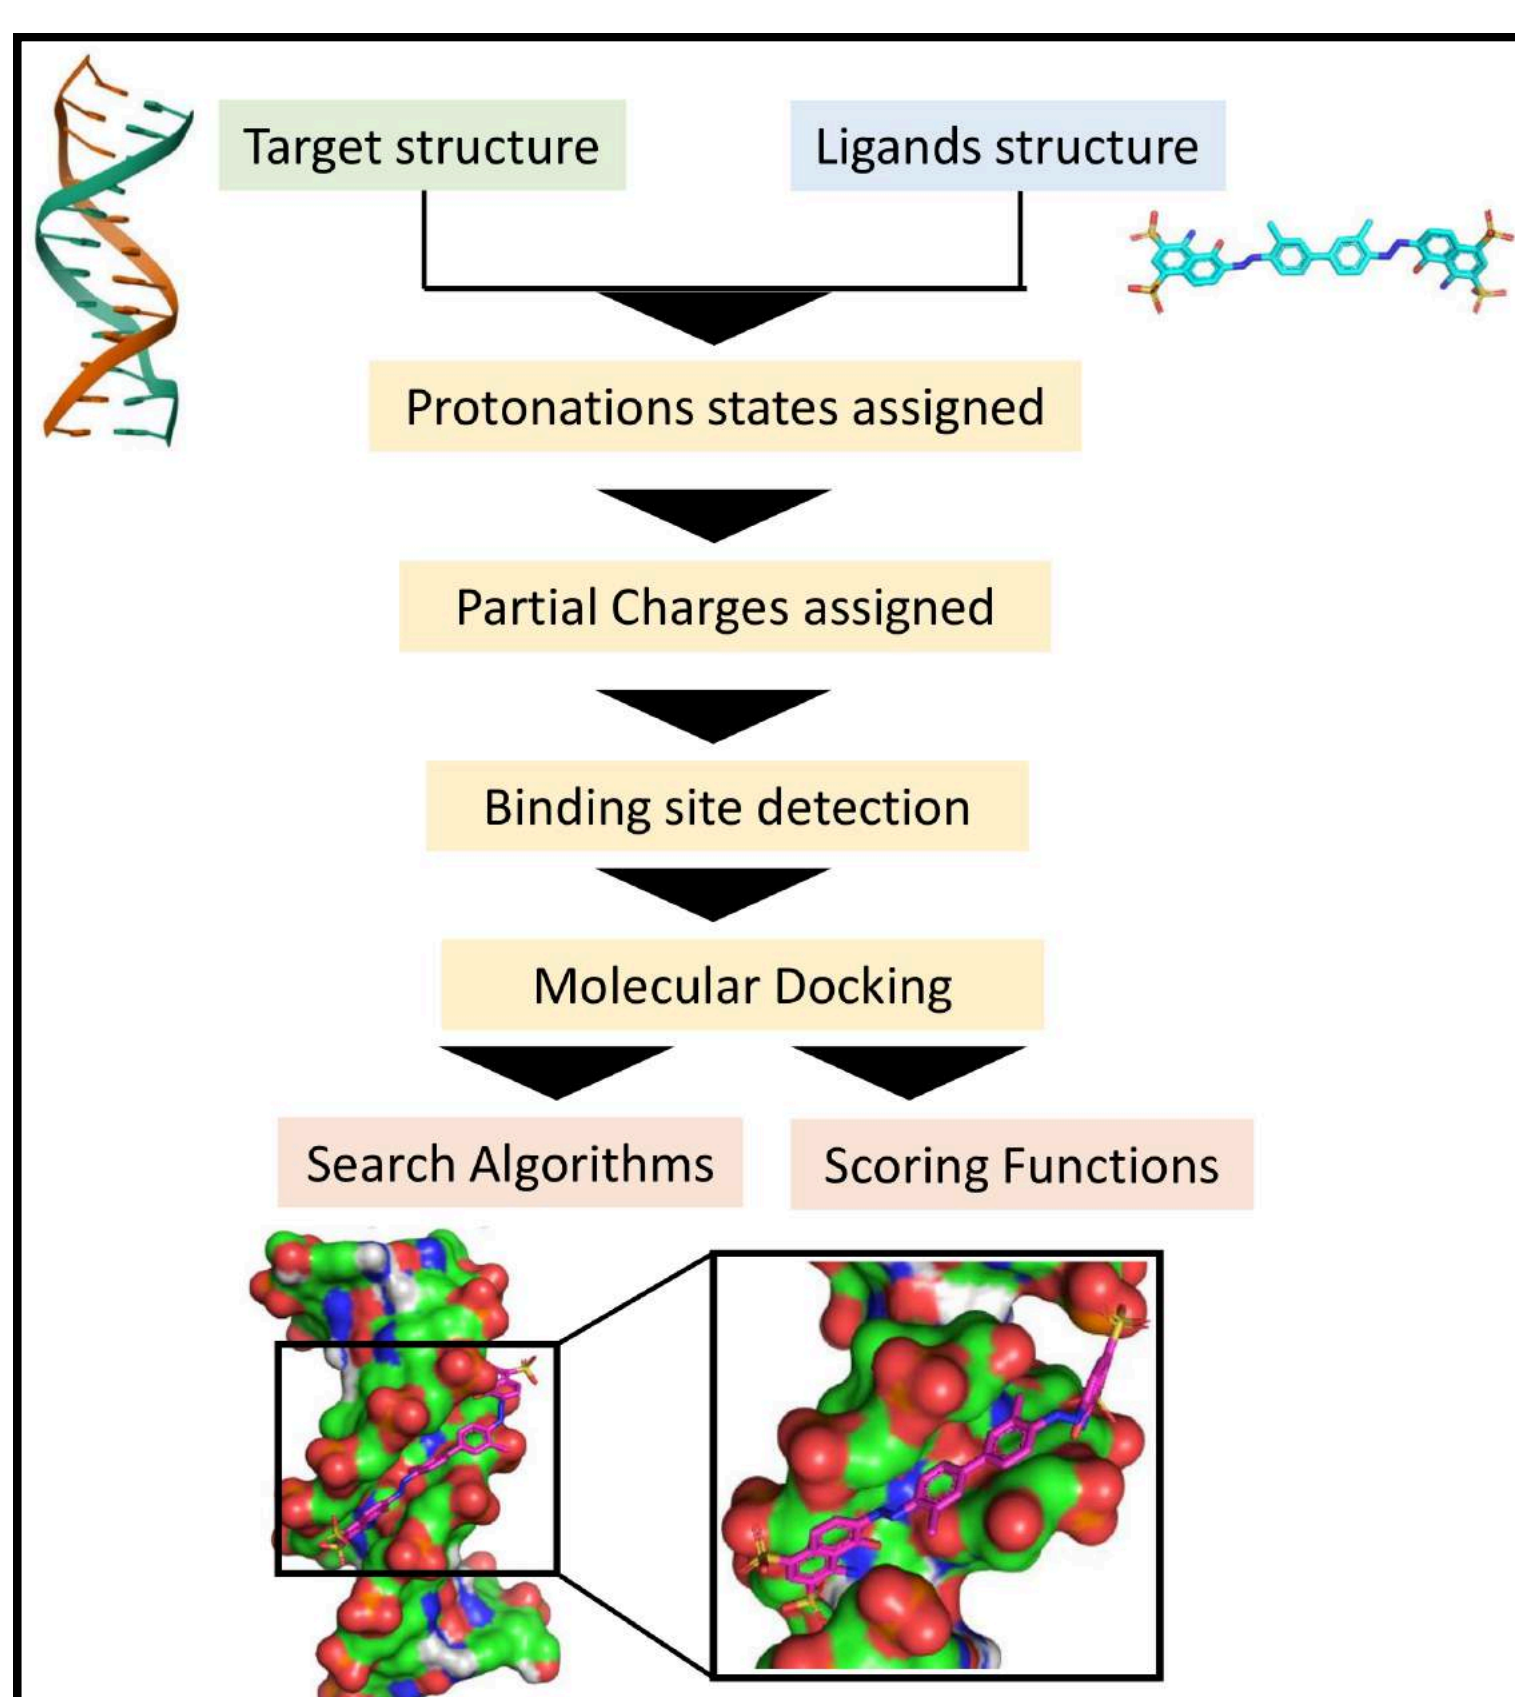 Target structure
Ligands structure
Protonations states assigned
Partial Charges assigned
Binding site detection
Molecular Docking
Search Algorithms
Scoring Functions